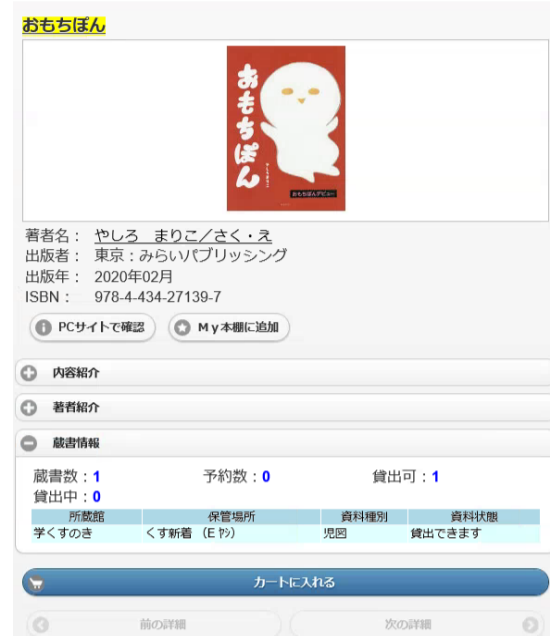 おもちぽん
おもちぽん
やしろまりこ
おもちぽんデビュー
著者名： やしろ　まりこ／さく・え
出版者： 東京：みらいパブリッシング
出版年： 2020年02月
ISBN： 978-4-434-27139-7
PCサイトで確認 Ｍｙ本棚に追加
内容紹介
著者紹介
蔵書情報
蔵書数：1 予約数：0 貸出可：1
貸出中：0
所蔵館 保管場所 資料種別 資料状態
学くすのき くす新着 （E ﾔｼ） 児図 貸出できます
カートに入れる
前の詳細 次の詳細